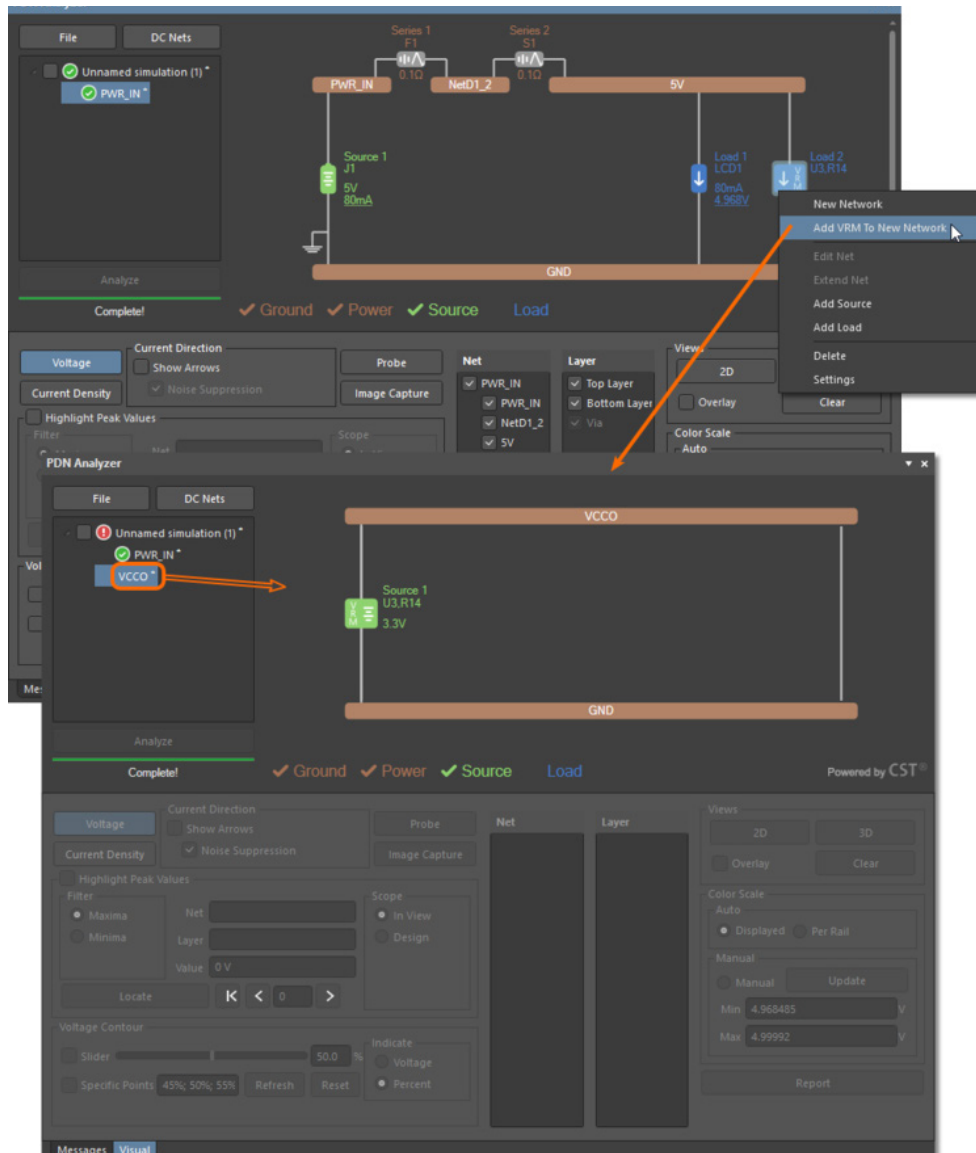 File
DC Nets
Unnamed simulation (1) *
PWR_IN *
Analyze
Complete!
Series 1
F1
0.1Ω
Series 2
S1
0.1Ω
PWR_IN
NetD1_2
5V
Source 1
J1
5V
80mA
Load 1
LCD1
80mA
4.968V
VRM
Load 2
U3,R14
GND
Ground
Power
Source
Load
New Network
Add VRM To New Network
Edit Net
Extend Net
Add Source
Add Load
Delete
Settings
Voltage
Current Density
Current Direction
Show Arrows
Noise Suppression
Probe
Image Capture
Highlight Peak Values
Filter
Net
Scope
Net
PWR_IN
PWR_IN
NetD1_2
5V
Layer
Top Layer
Bottom Layer
Via
Views
2D
Overlay
Clear
Color Scale
Auto
PDN Analyzer
File
DC Nets
Unnamed simulation (1) *
PWR_IN *
VCCO *
Analyze
Complete!
VCCO
VRM
Source 1
U3,R14
3.3V
GND
Ground
Power
Source
Load
Powered by CST®
Voltage
Current Density
Current Direction
Show Arrows
Noise Suppression
Probe
Image Capture
Highlight Peak Values
Filter
Maxima
Minima
Net
Layer
Value 0 V
Scope
In View
Design
Locate
0
Voltage Contour
Slider
50.0 %
Specific Points 45%; 50%; 55% Refresh Reset
Indicate
Voltage
Percent
Net
Layer
Views
2D
3D
Overlay
Clear
Color Scale
Auto
Displayed
Per Rail
Manual
Manual
Update
Min 4.968485 V
Max 4.99992 V
Report
Messages
Visual